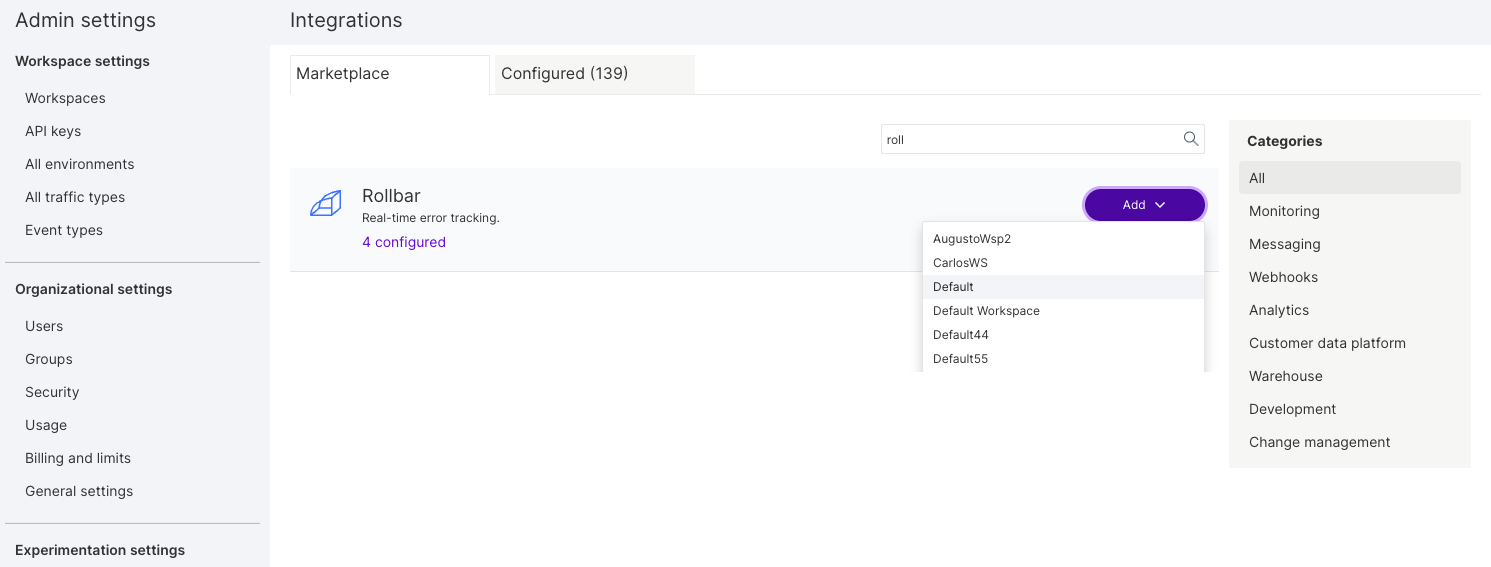 Admin settings
Workspace settings
Workspaces
API keys
All environments
All traffic types
Event types
Organizational settings
Users
Groups
Security
Usage
Billing and limits
General settings
Experimentation settings
Integrations
Marketplace
Configured (139)
roll
Rollbar
Real-time error tracking.
4 configured
Add
AugustoWsp2
CarlosWS
Default
Default Workspace
Default44
Default55
Categories
All
Monitoring
Messaging
Webhooks
Analytics
Customer data platform
Warehouse
Development
Change management